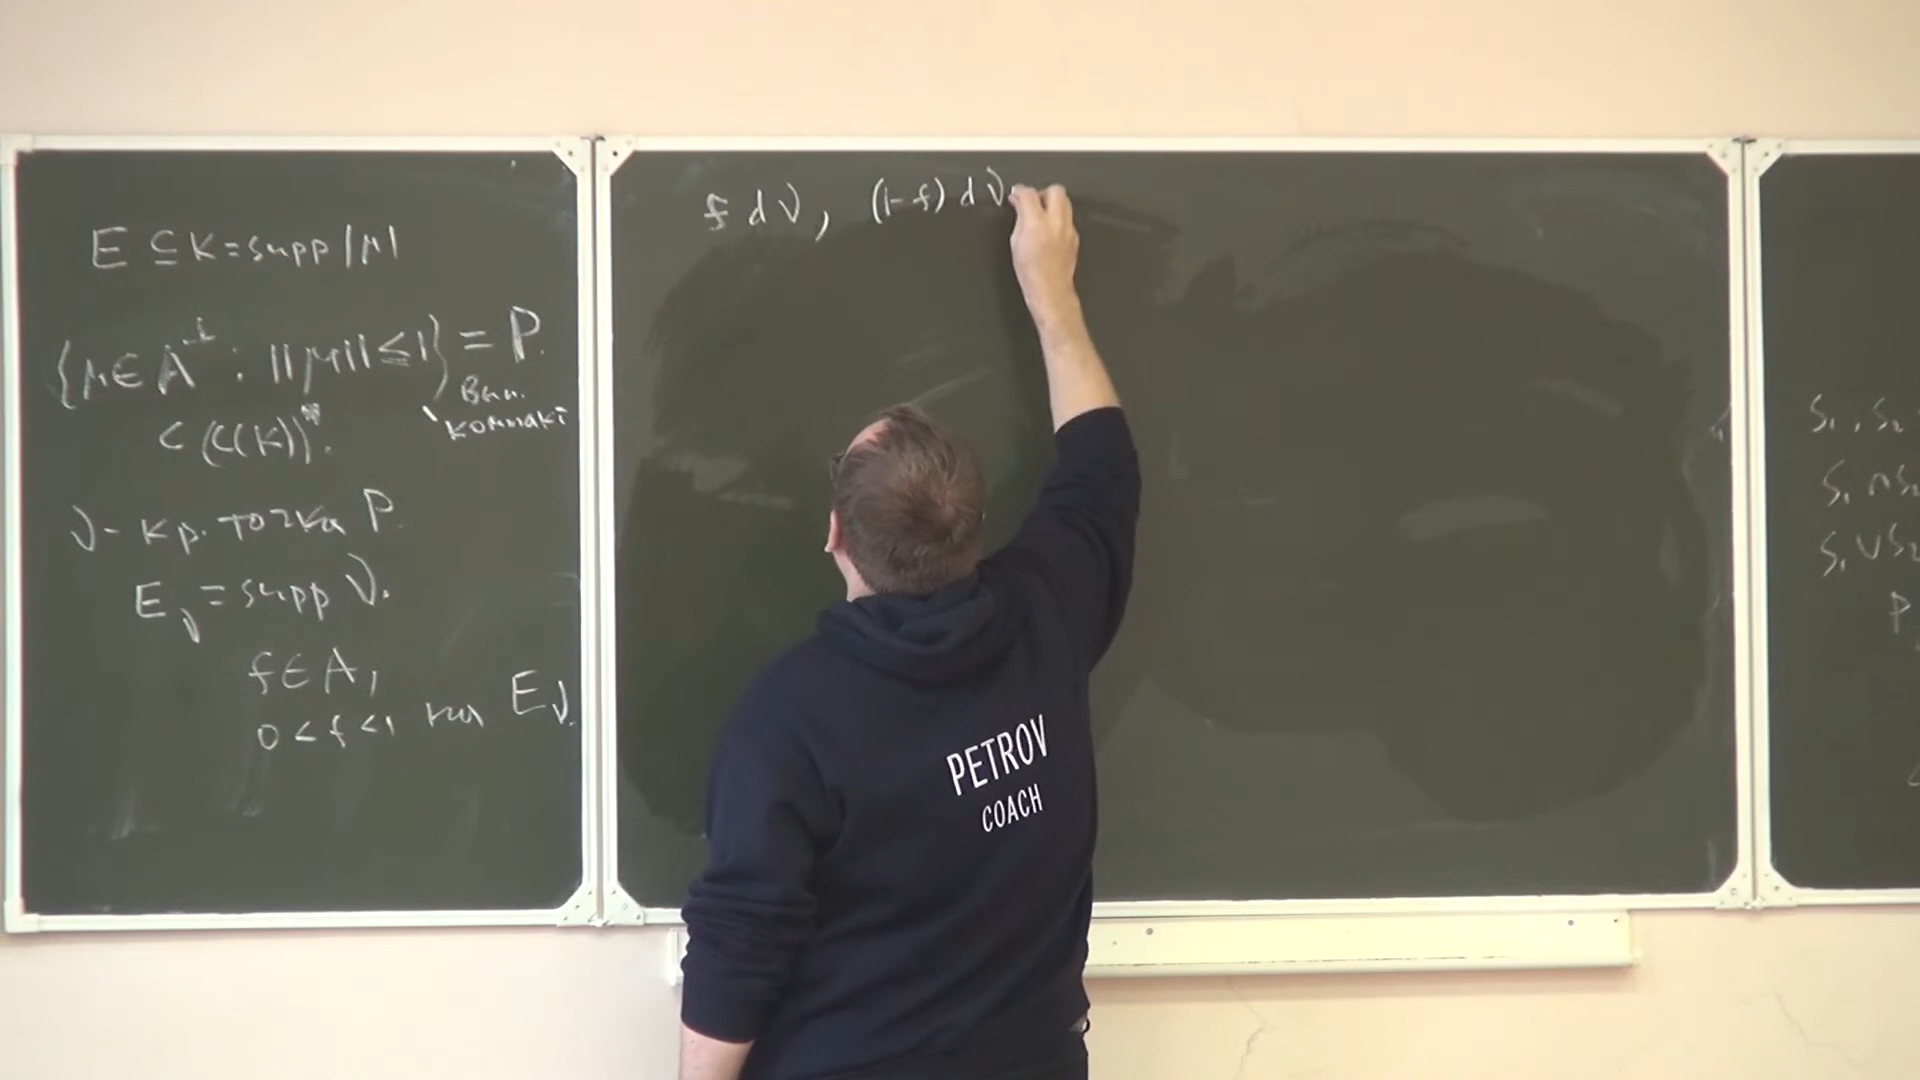 E ⊆ K = supp |μ|
{μ ∈ A^⊥ : ||μ|| ≤ 1} = P.
вып.
компакт
⊂ (C(K))*.
ν - кр. точка P.
E_ν = supp ν.
f ∈ A,
0 < f < 1 на E_ν.
f dν, (1-f) dν
PETROV
COACH
S₁, S₂
S₁ ∩ S₂
S₁ ∪ S₂
P